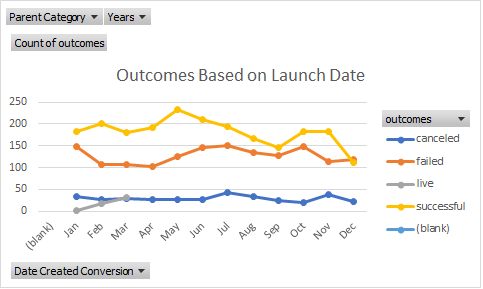 Parent Category Years
Count of outcomes
Outcomes Based on Launch Date
250
200
150
100
50
0
(blank) Jan Feb Mar Apr May Jun Jul Aug Sep Oct Nov Dec
outcomes
canceled
failed
live
successful
(blank)
Date Created Conversion